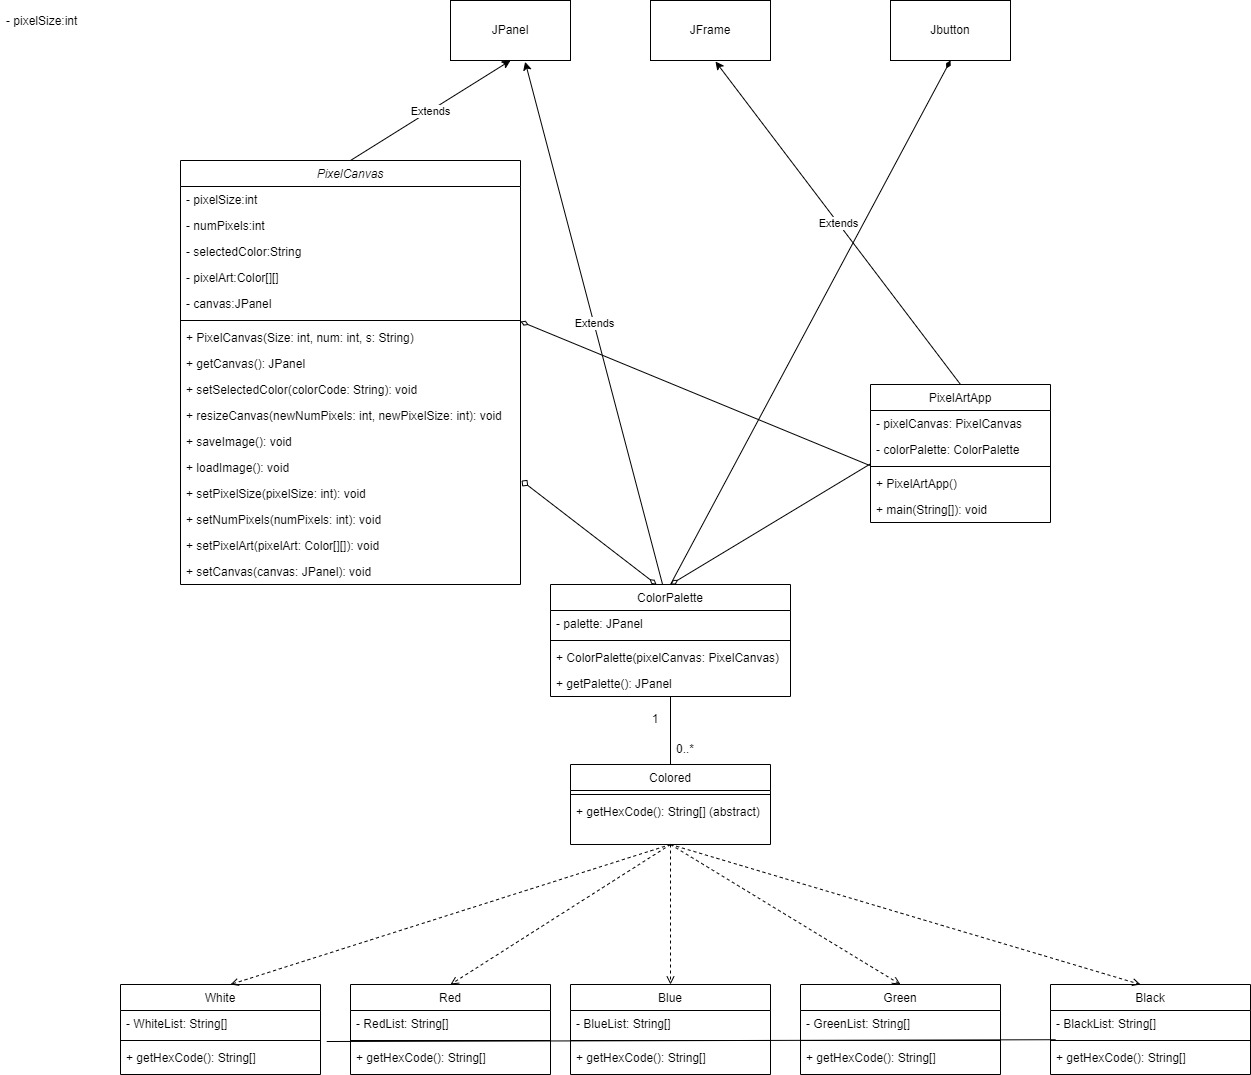 - pixelSize:int
JPanel
JFrame
Jbutton
Extends
PixelCanvas
- pixelSize:int
- numPixels:int
- selectedColor:String
- pixelArt:Color[][]
- canvas:JPanel
+ PixelCanvas(Size: int, num: int, s: String)
+ getCanvas(): JPanel
+ setSelectedColor(colorCode: String): void
+ resizeCanvas(newNumPixels: int, newPixelSize: int): void
+ saveImage(): void
+ loadImage(): void
+ setPixelSize(pixelSize: int): void
+ setNumPixels(numPixels: int): void
+ setPixelArt(pixelArt: Color[][]): void
+ setCanvas(canvas: JPanel): void
Extends
Extends
PixelArtApp
- pixelCanvas: PixelCanvas
- colorPalette: ColorPalette
+ PixelArtApp()
+ main(String[]): void
ColorPalette
- palette: JPanel
+ ColorPalette(pixelCanvas: PixelCanvas)
+ getPalette(): JPanel
1
0..*
Colored
+ getHexCode(): String[] (abstract)
White
- WhiteList: String[]
+ getHexCode(): String[]
Red
- RedList: String[]
+ getHexCode(): String[]
Blue
- BlueList: String[]
+ getHexCode(): String[]
Green
- GreenList: String[]
+ getHexCode(): String[]
Black
- BlackList: String[]
+ getHexCode(): String[]